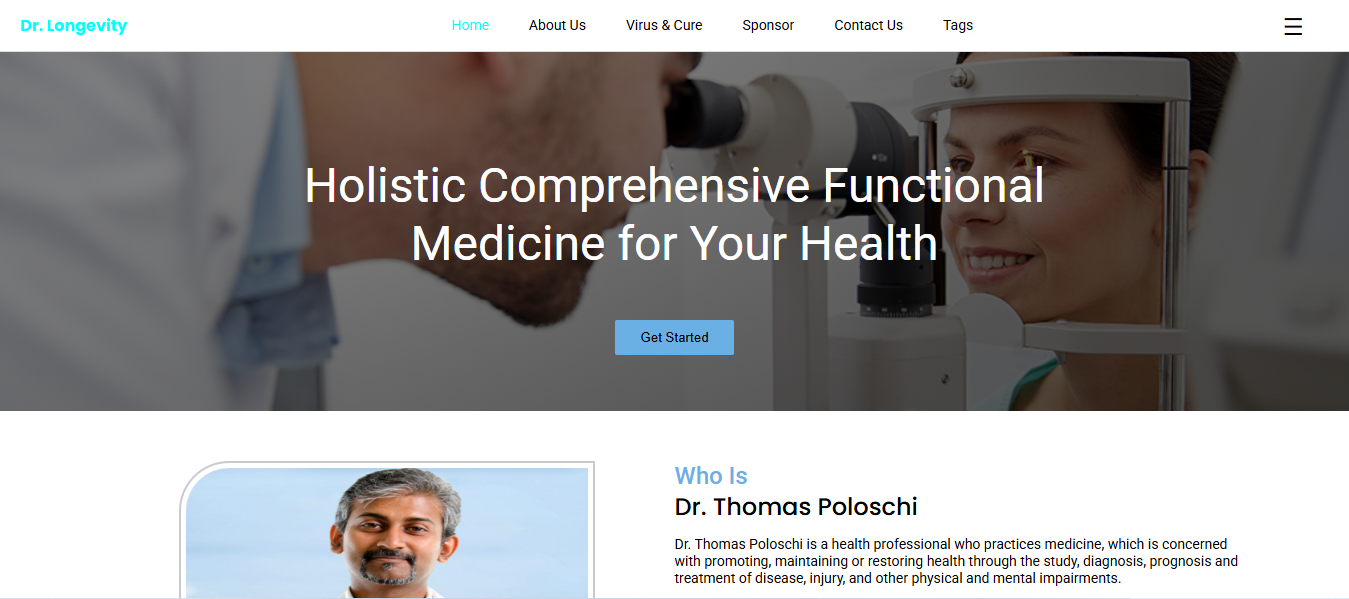 Dr. Longevity
Home
About Us
Virus & Cure
Sponsor
Contact Us
Tags
Holistic Comprehensive Functional
Medicine for Your Health
Get Started
Who Is
Dr. Thomas Poloschi
Dr. Thomas Poloschi is a health professional who practices medicine, which is concerned
with promoting, maintaining or restoring health through the study, diagnosis, prognosis and
treatment of disease, injury, and other physical and mental impairments.